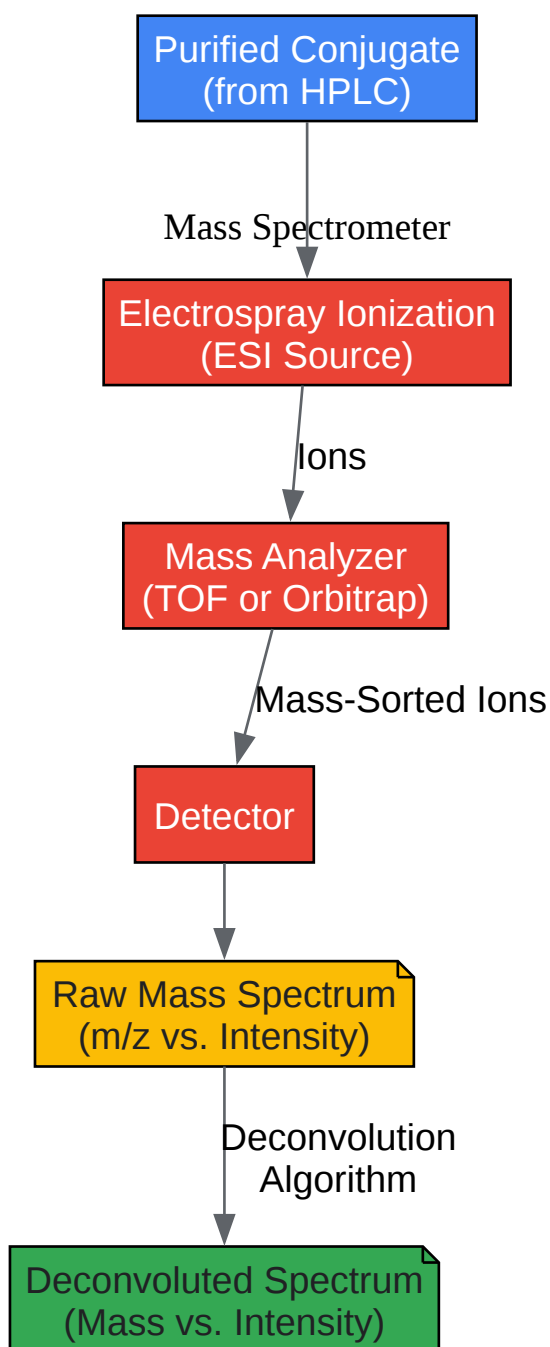 Purified Conjugate
(from HPLC)
Mass Spectrometer
Electrospray Ionization
(ESI Source)
Ions
Mass Analyzer
(TOF or Orbitrap)
Mass-Sorted Ions
Detector
Raw Mass Spectrum
(m/z vs. Intensity)
Deconvolution
Algorithm
Deconvoluted Spectrum
(Mass vs. Intensity)